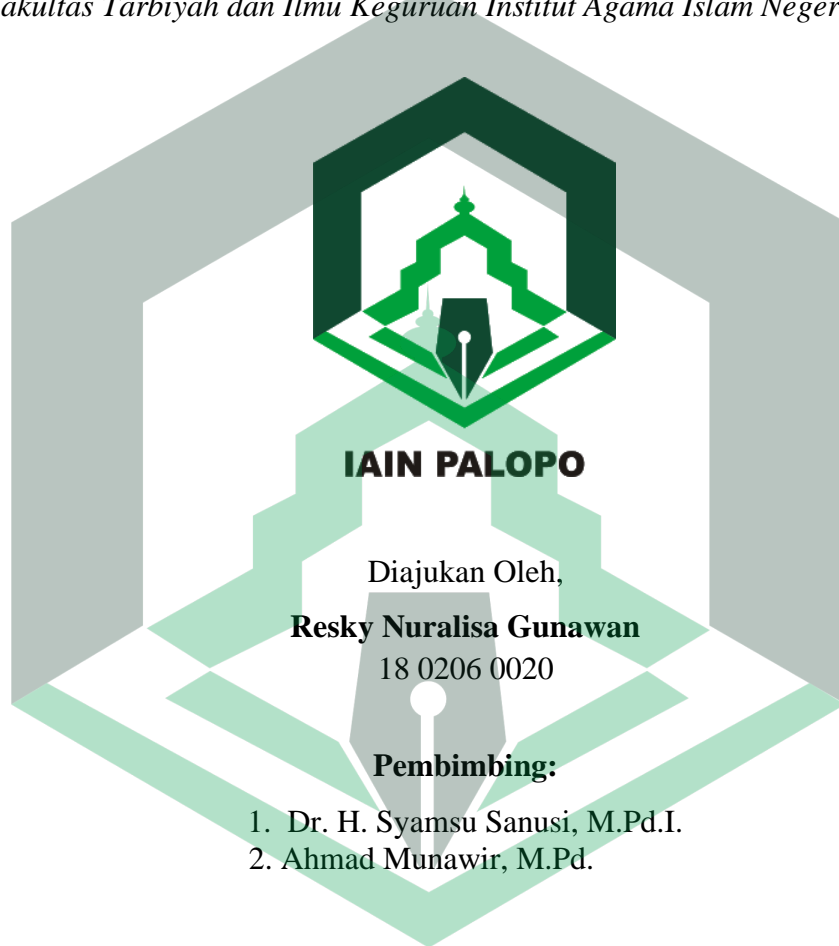 akultas Tarbiyah dan Ilmu Keguruan Institut Agama Islam Neger
IAIN PALOPO
Diajukan Oleh,
Resky Nuralisa Gunawan
18 0206 0020
Pembimbing:
1. Dr. H. Syamsu Sanusi, M.Pd.I.
2. Ahmad Munawir, M.Pd.